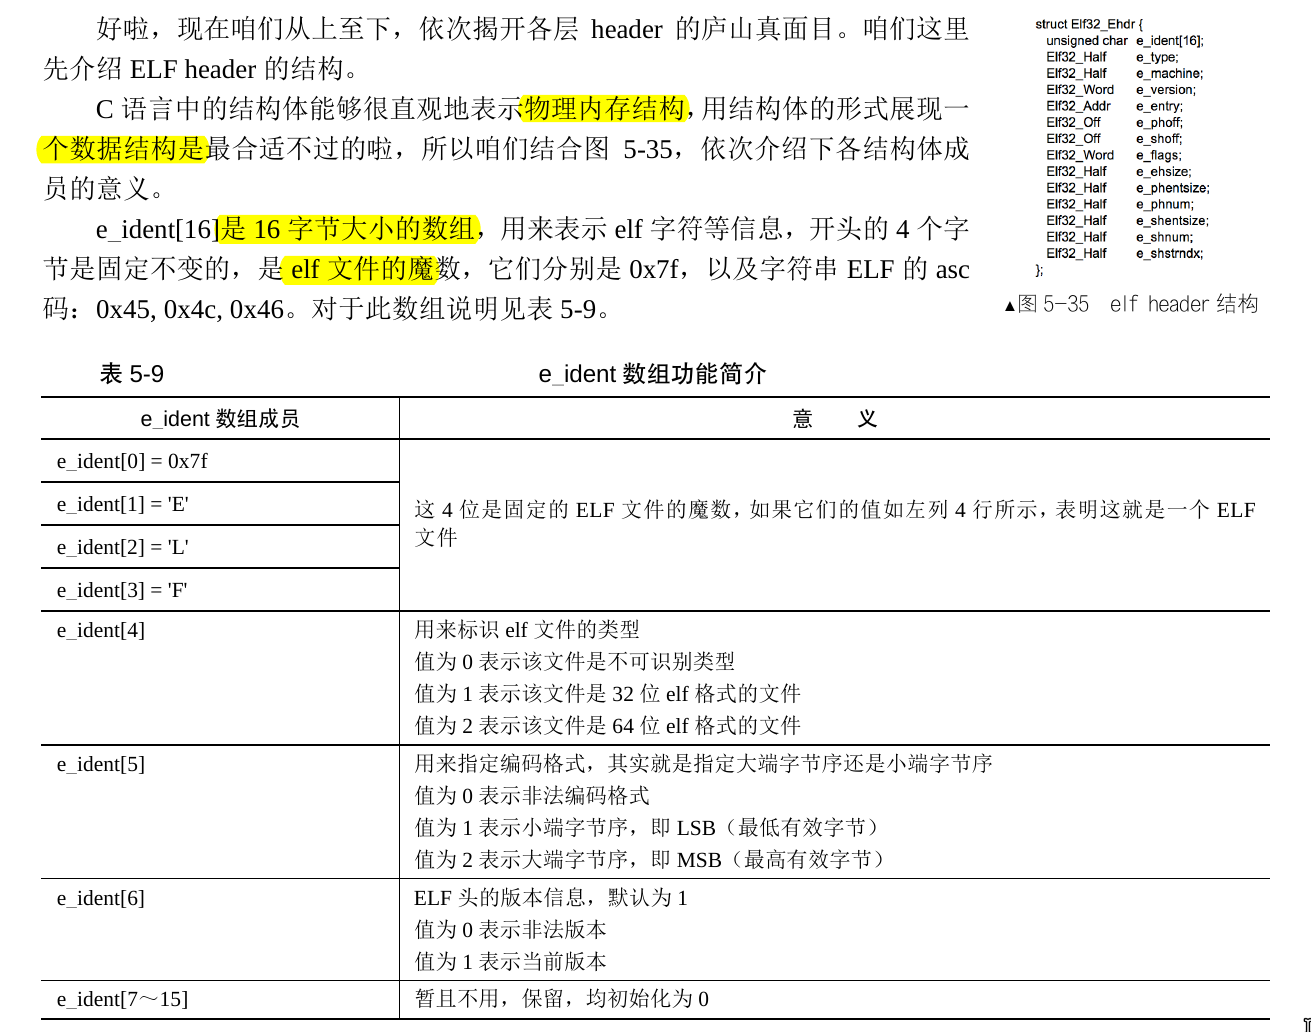 好啦，现在咱们从上至下，依次揭开各层 header 的庐山真面目。咱们这里
先介绍 ELF header 的结构。
C 语言中的结构体能够很直观地表示物理内存结构，用结构体的形式展现一
个数据结构是最合适不过的啦，所以咱们结合图 5-35，依次介绍下各结构体成
员的意义。
e_ident[16]是 16 字节大小的数组，用来表示 elf 字符等信息，开头的 4 个字
节是固定不变的，是 elf 文件的魔数，它们分别是 0x7f，以及字符串 ELF 的 asc
码：0x45, 0x4c, 0x46。对于此数组说明见表 5-9。
struct Elf32_Ehdr {
unsigned char e_ident[16];
Elf32_Half e_type;
Elf32_Half e_machine;
Elf32_Word e_version;
Elf32_Addr e_entry;
Elf32_Off e_phoff;
Elf32_Off e_shoff;
Elf32_Word e_flags;
Elf32_Half e_ehsize;
Elf32_Half e_phentsize;
Elf32_Half e_phnum;
Elf32_Half e_shentsize;
Elf32_Half e_shnum;
Elf32_Half e_shstrndx;
};
▲图 5-35 elf header 结构
表 5-9 e_ident 数组功能简介
e_ident 数组成员 意 义
e_ident[0] = 0x7f
e_ident[1] = 'E'
e_ident[2] = 'L'
e_ident[3] = 'F'
这 4 位是固定的 ELF 文件的魔数，如果它们的值如左列 4 行所示，表明这就是一个 ELF
文件
e_ident[4] 用来标识 elf 文件的类型
值为 0 表示该文件是不可识别类型
值为 1 表示该文件是 32 位 elf 格式的文件
值为 2 表示该文件是 64 位 elf 格式的文件
e_ident[5] 用来指定编码格式，其实就是指定大端字节序还是小端字节序
值为 0 表示非法编码格式
值为 1 表示小端字节序，即 LSB（最低有效字节）
值为 2 表示大端字节序，即 MSB（最高有效字节）
e_ident[6] ELF 头的版本信息，默认为 1
值为 0 表示非法版本
值为 1 表示当前版本
e_ident[7～15] 暂且不用，保留，均初始化为 0